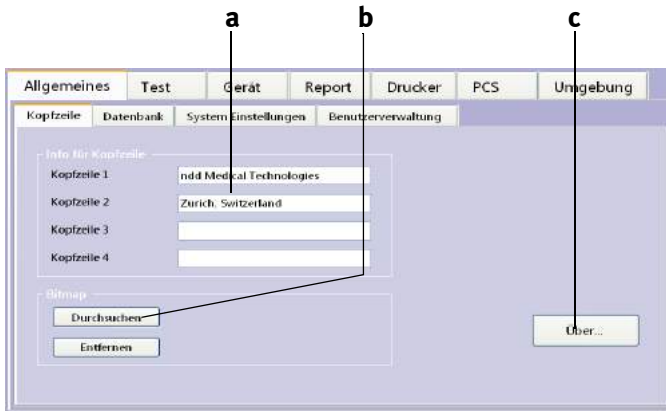 a b c
Allgemeines Test Gerät Report Drucker PCS Umgebung
Kopfzeile Datenbank System Einstellungen Benutzerverwaltung
Info für Kopfzeile
Kopfzeile 1 ndd Medical Technologies
Kopfzeile 2 Zurich, Switzerland
Kopfzeile 3
Kopfzeile 4
Bitmap
Durchsuchen
Über...
Entfernen